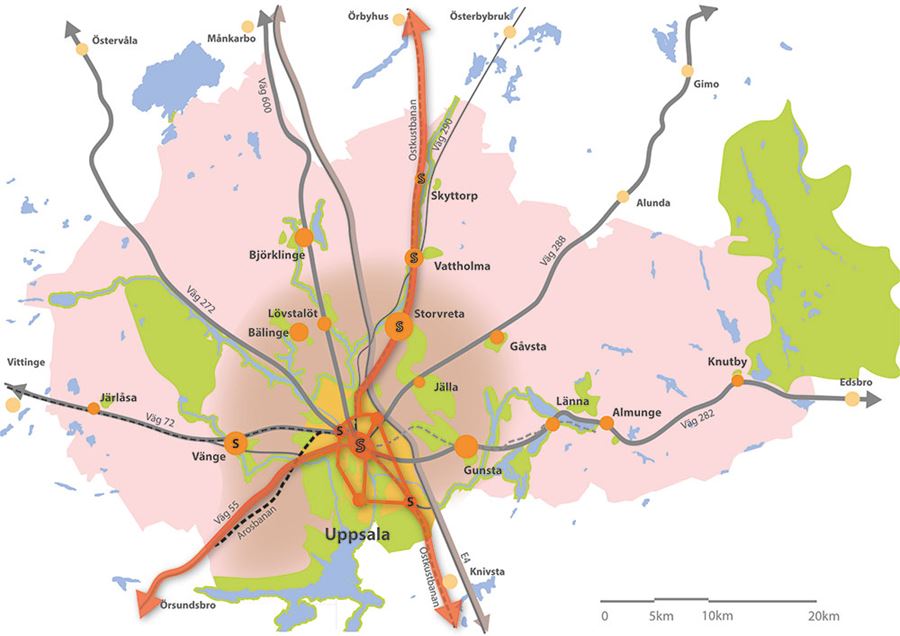 Örbyhus
Österbybruk
Östervåla
Månkarbo
Gimo
Väg 600
Ostkustbanan
Väg 290
S
Skyttorp
Alunda
Björklinge
S
Vattholma
Väg 288
Väg 272
Lövstalöt
Bälinge
S
Storvreta
Gåvsta
Vittinge
Knutby
Jälla
Edsbro
Järlåsa
Länna
Almunge
Väg 72
Väg 282
S
S
S
Vänge
Gunsta
S
Väg 55
Arosbanan
Uppsala
E4
Ostkustbanan
Knivsta
Örsundsbro
0 5km 10km 20km